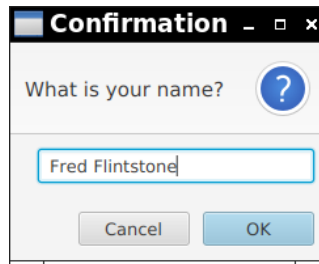 Confirmation
What is your name?
?
Fred Flintstone
Cancel OK